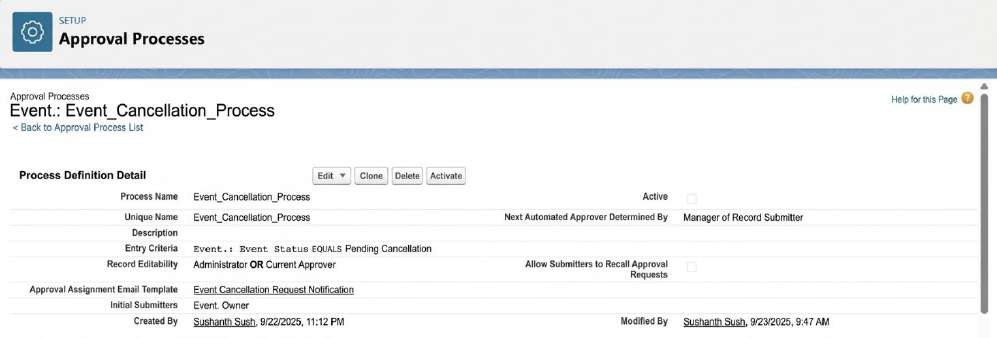 SETUP
Approval Processes
Approval Processes
Event.: Event_Cancellation_Process
< Back to Approval Process List
Help for this Page ?
Process Definition Detail
Edit ▼ Clone Delete Activate
Process Name Event_Cancellation_Process Active
Unique Name Event_Cancellation_Process Next Automated Approver Determined By Manager of Record Submitter
Description
Entry Criteria Event.: Event Status EQUALS Pending Cancellation
Record Editability Administrator OR Current Approver Allow Submitters to Recall Approval
Requests
Approval Assignment Email Template Event Cancellation Request Notification
Initial Submitters Event. Owner
Created By Sushanth Sush, 9/22/2025, 11:12 PM Modified By Sushanth Sush, 9/23/2025, 9:47 AM